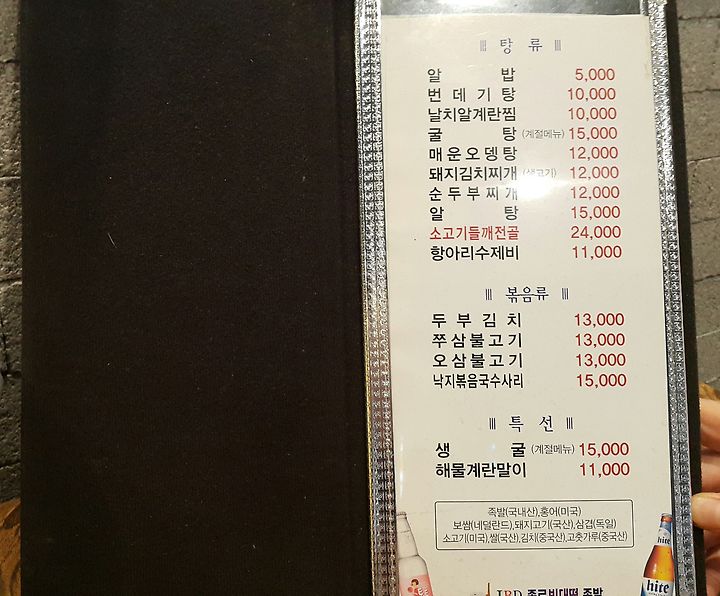 탕 류
알 밥 5,000
번 데 기 탕 10,000
날치알계란찜 10,000
굴 탕 (계절메뉴) 15,000
매 운 오 뎅 탕 12,000
돼지김치찌개 12,000
순 두 부 찌 개 12,000
알 탕 15,000
소고기들깨전골 24,000
항아리수제비 11,000
볶음류
두 부 김 치 13,000
쭈 삼 불 고 기 13,000
오 삼 불 고 기 13,000
낙지볶음국수사리 15,000
특 선
생 굴 (계절메뉴) 15,000
해물계란말이 11,000
족발(국내산),홍어(미국)
보쌈(네덜란드),돼지고기(국산),삼겹(독일)
소고기(미국),쌀(국산),김치(중국산),고춧가루(중국산)
hite
hite